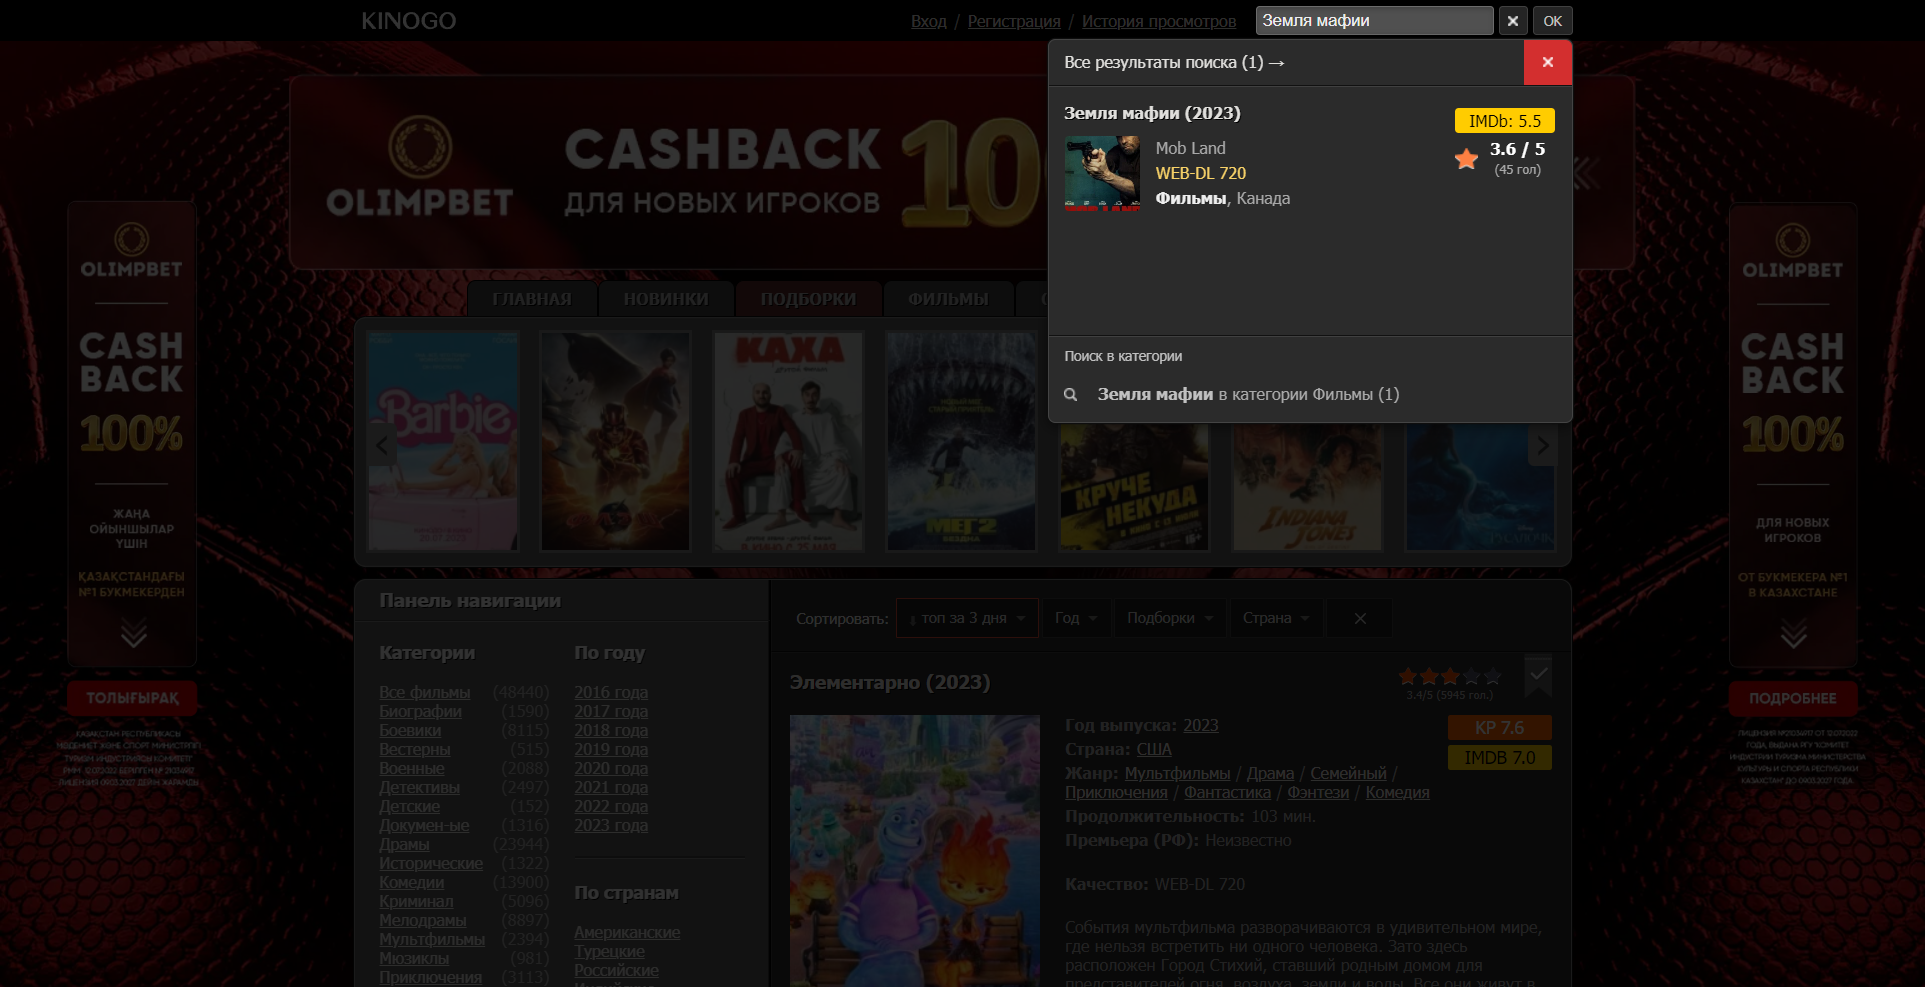 KINOGO
Вход / Регистрация / История просмотров
Земля мафии
OK
Все результаты поиска (1) →
Земля мафии (2023)
IMDb: 5.5
Mob Land
3.6 / 5
WEB-DL 720
(45 гол)
Фильмы, Канада
Поиск в категории
Земля мафии в категории Фильмы (1)
OLIMPBET
CASHBACK
ДЛЯ НОВЫХ ИГРОКОВ
10
OLIMPBET
CASH
BACK
100%
ЖАҢА
ОЙЫНШЫЛАР
ҮШІН
ҚАЗАҚСТАНДАҒЫ
№1 БУКМЕКЕРДЕН
ТОЛЫҒЫРАҚ
OLIMPBET
CASH
BACK
100%
ДЛЯ НОВЫХ
ИГРОКОВ
ОТ БУКМЕКЕРА №1
В КАЗАХСТАНЕ
ПОДРОБНЕЕ
ГЛАВНАЯ
НОВИНКИ
ПОДБОРКИ
ФИЛЬМЫ
Barbie
КАХА
МЕГ2
БЕЗДНА
КРУЧЕ
НЕКУДА
INDIANA
JONES
Панель навигации
Категории
Все фильмы (48440)
Биографии (1590)
Боевики (8115)
Вестерны (515)
Военные (2088)
Детективы (2497)
Детские (152)
Докумен-ые (1316)
Драмы (23944)
Исторические (1322)
Комедии (13900)
Криминал (5096)
Мелодрамы (8897)
Мультфильмы (2394)
Мюзиклы (981)
Приключения (3113)
По году
2016 года
2017 года
2018 года
2019 года
2020 года
2021 года
2022 года
2023 года
По странам
Американские
Турецкие
Российские
Сортировать: ↓ топ за 3 дня
Год
Подборки
Страна
Элементарно (2023)
3.4/5 (5945 гол.)
Год выпуска: 2023
KP 7.6
Страна: США
IMDB 7.0
Жанр: Мультфильмы / Драма / Семейный /
Приключения / Фантастика / Фэнтези / Комедия
Продолжительность: 103 мин.
Премьера (РФ): Неизвестно
Качество: WEB-DL 720
События мультфильма разворачиваются в удивительном мире,
где нельзя встретить ни одного человека. Зато здесь
расположен Город Стихий, ставший родным домом для
представителей огня, воздуха, земли и воды. Все они живут в